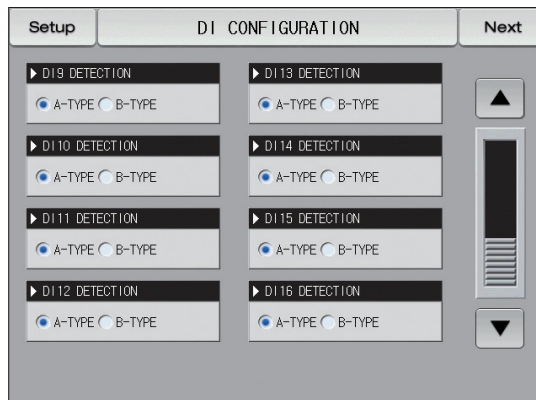 Setup
DI CONFIGURATION
Next
DI9 DETECTION
A-TYPE B-TYPE
DI10 DETECTION
A-TYPE B-TYPE
DI11 DETECTION
A-TYPE B-TYPE
DI12 DETECTION
A-TYPE B-TYPE
DI13 DETECTION
A-TYPE B-TYPE
DI14 DETECTION
A-TYPE B-TYPE
DI15 DETECTION
A-TYPE B-TYPE
DI16 DETECTION
A-TYPE B-TYPE